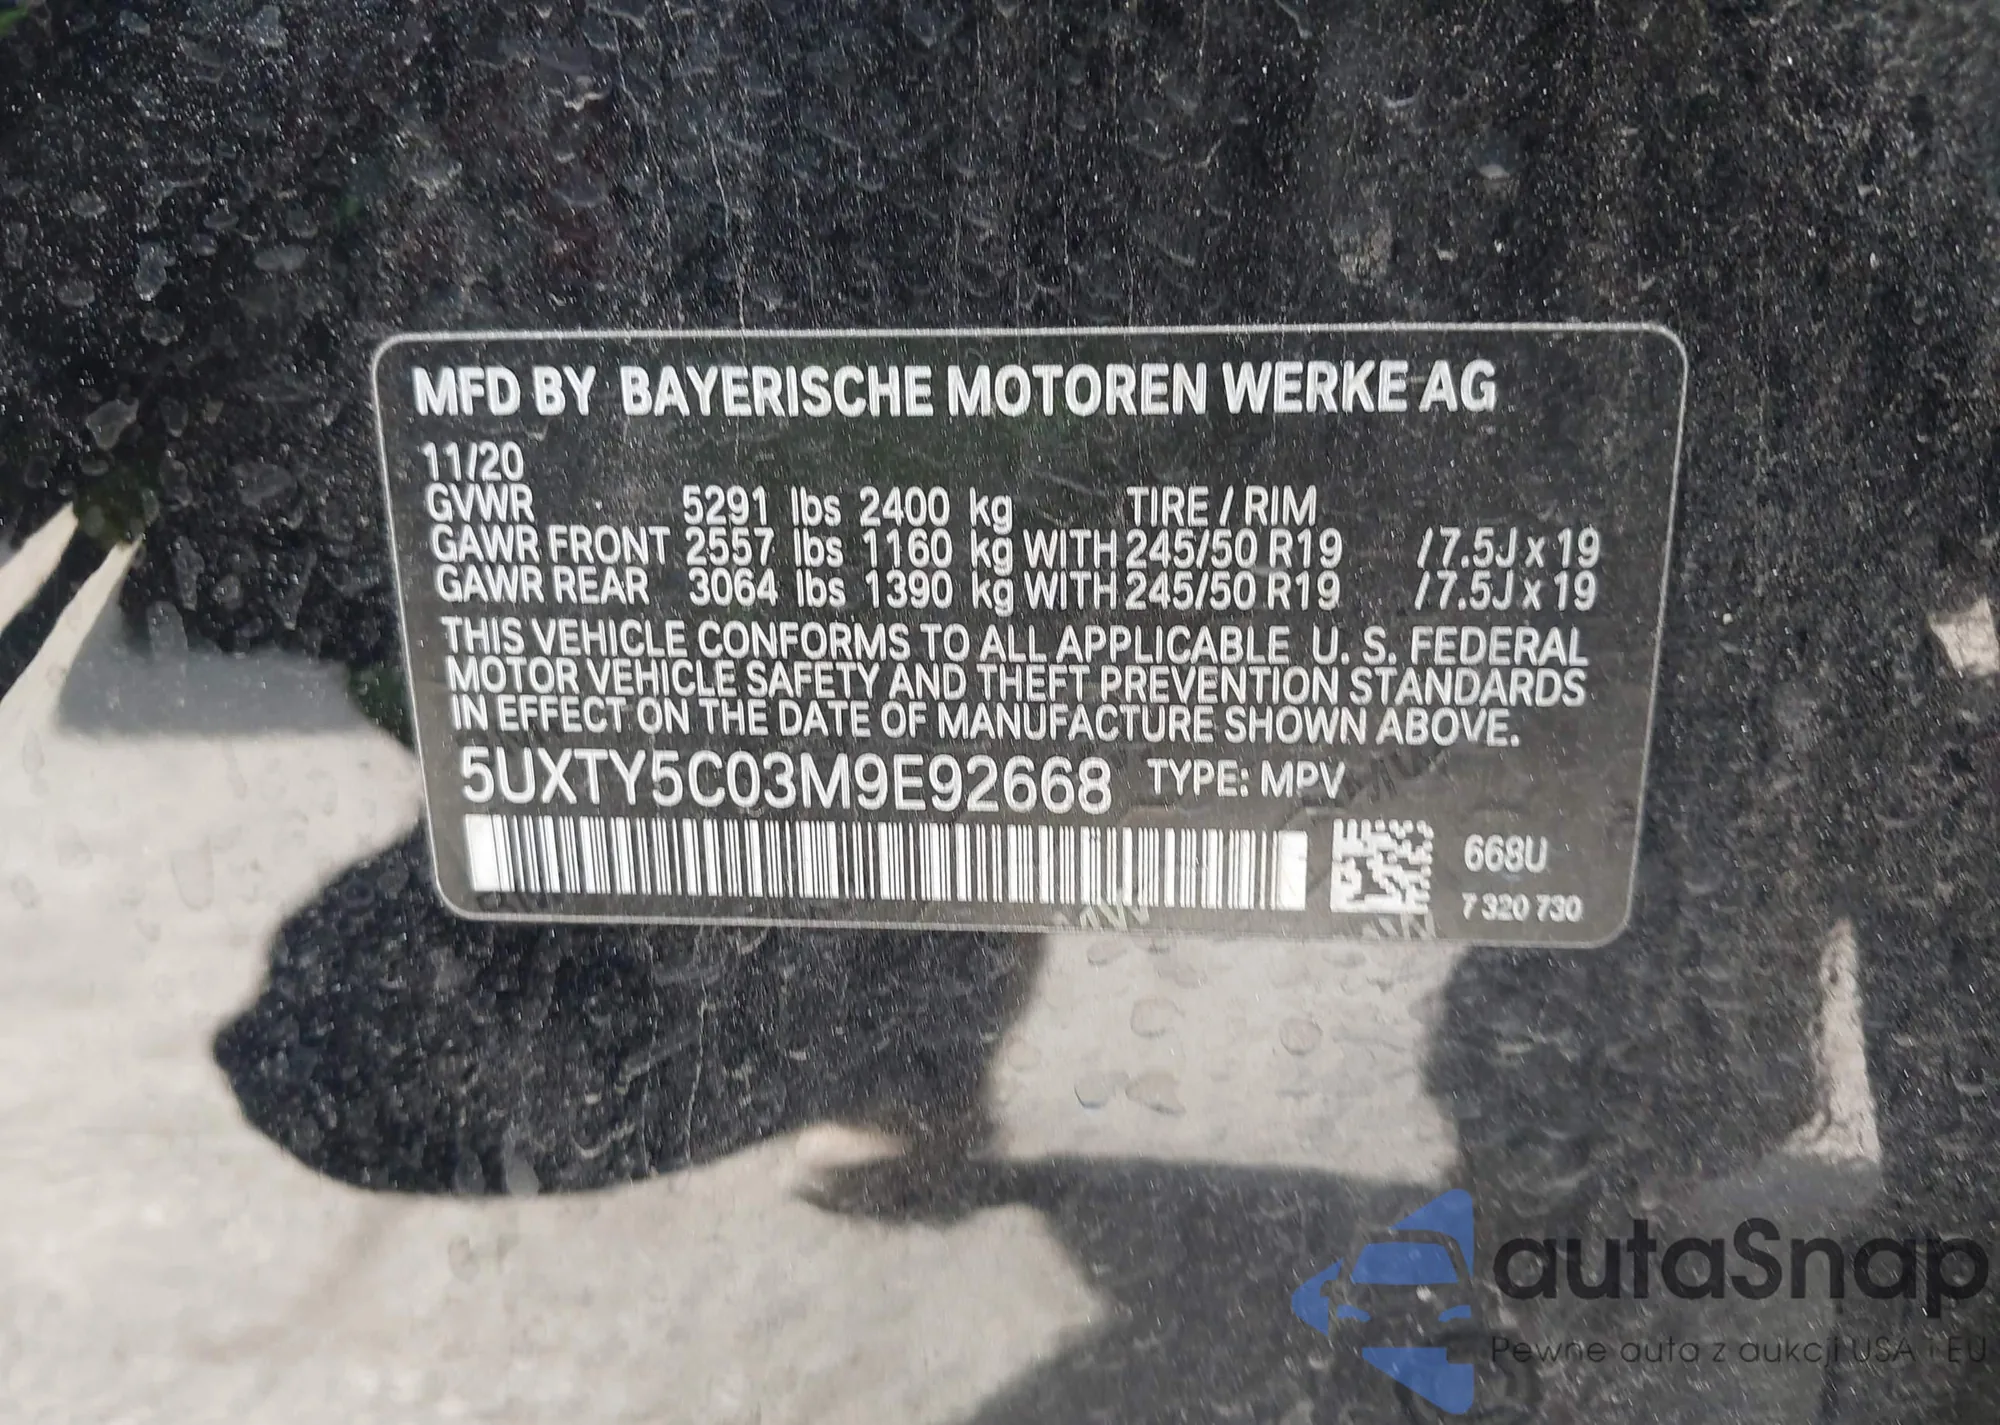 MFD BY BAYERISCHE MOTOREN WERKE AG
11/20
GVWR 5291 lbs 2400 kg TIRE / RIM
GAWR FRONT 2557 lbs 1160 kg WITH 245/50 R19 /7.5J x 19
GAWR REAR 3064 lbs 1390 kg WITH 245/50 R19 /7.5J x 19
THIS VEHICLE CONFORMS TO ALL APPLICABLE U. S. FEDERAL
MOTOR VEHICLE SAFETY AND THEFT PREVENTION STANDARDS
IN EFFECT ON THE DATE OF MANUFACTURE SHOWN ABOVE.
5UXTY5C03M9E92668 TYPE: MPV
668U
7 320 730
autaSnap
Pewne auta z aukcji USA i EU